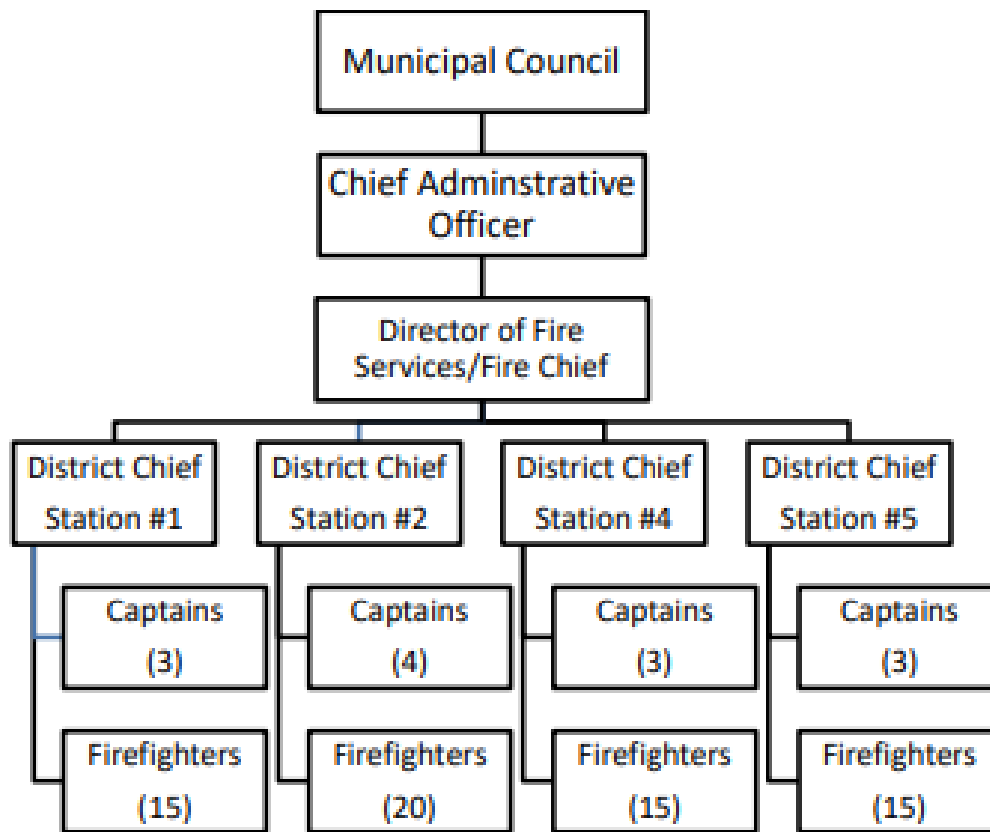 Municipal Council
Chief Adminstrative
Officer
Director of Fire
Services/Fire Chief
District Chief
Station #1
District Chief
Station #2
District Chief
Station #4
District Chief
Station #5
Captains
(3)
Captains
(4)
Captains
(3)
Captains
(3)
Firefighters
(15)
Firefighters
(20)
Firefighters
(15)
Firefighters
(15)